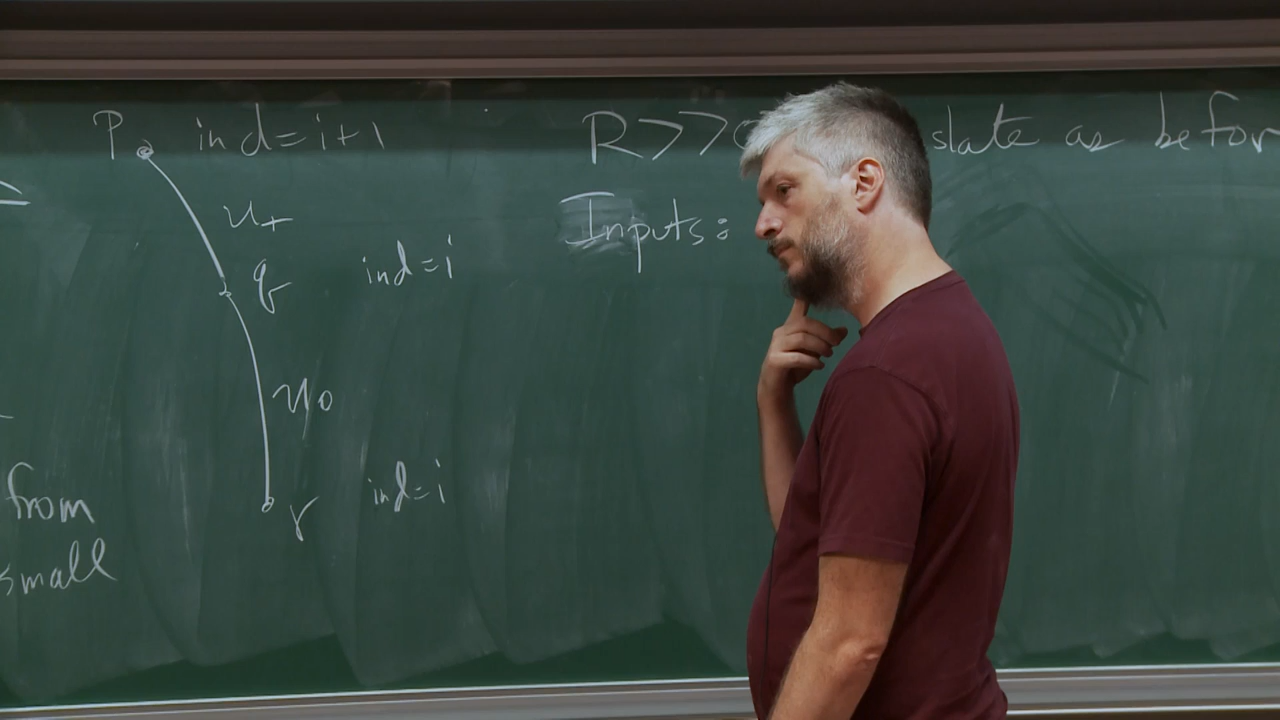 P ind=i+1
u₊
q ind=i
u₀
r ind=i
from
small
R>>0 slate as befor
Inputs: